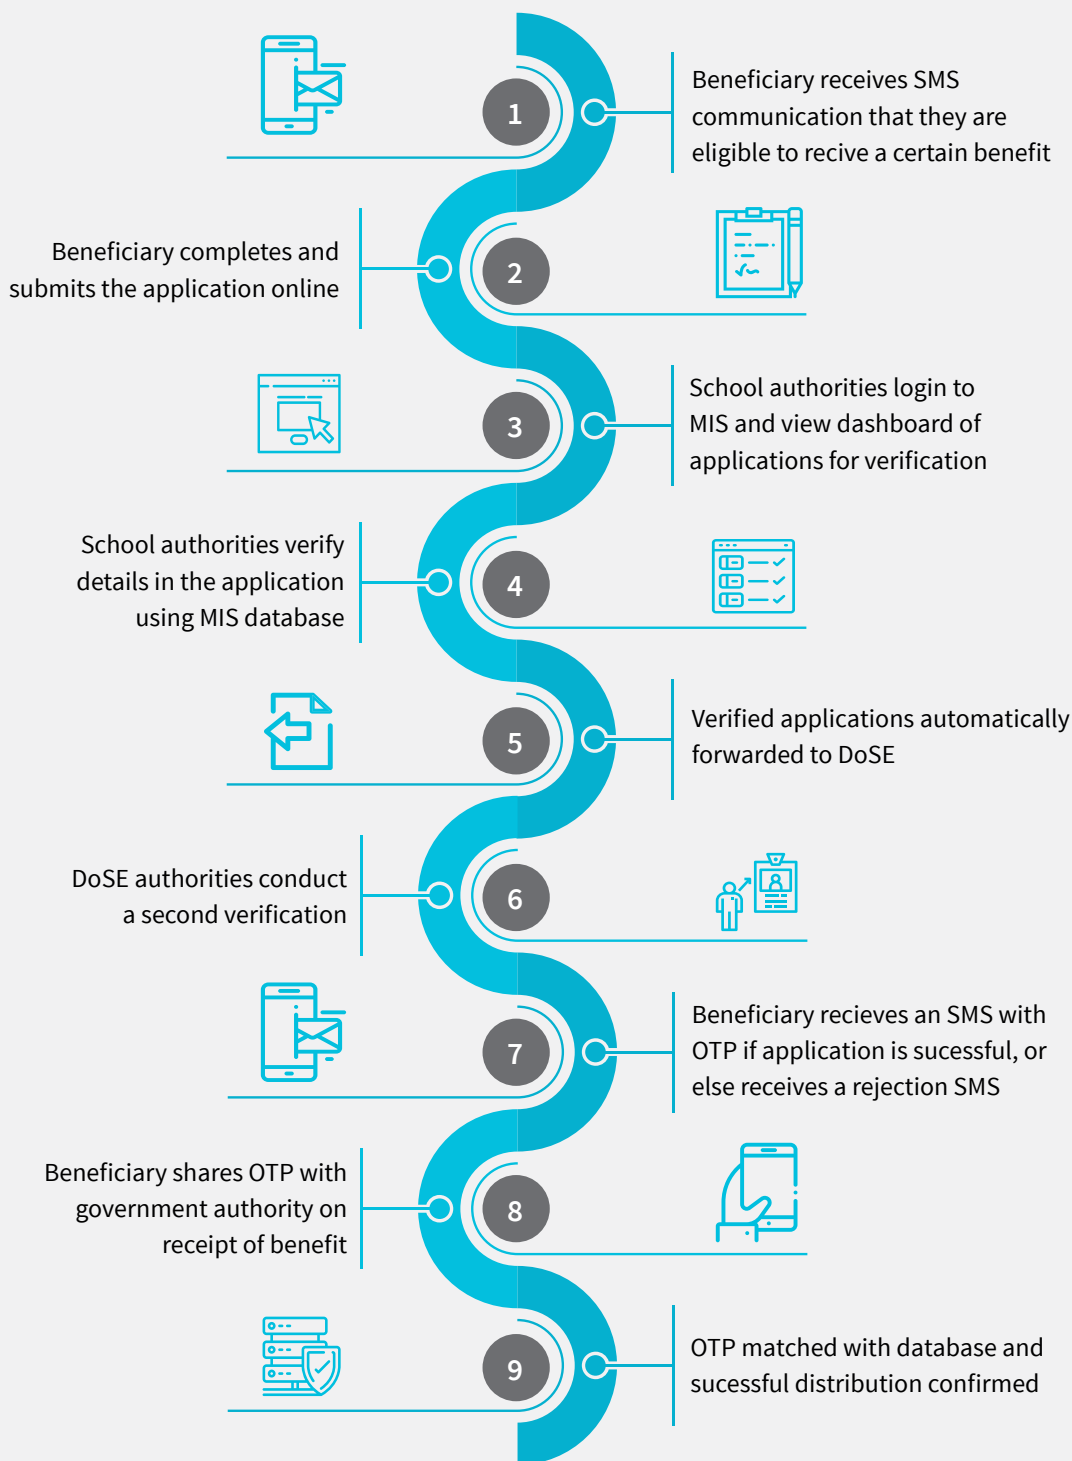 1
Beneficiary receives SMS
communication that they are
eligible to recive a certain benefit
Beneficiary completes and
submits the application online
2
3
School authorities login to
MIS and view dashboard of
applications for verification
School authorities verify
details in the application
using MIS database
4
5
Verified applications automatically
forwarded to DoSE
DoSE authorities conduct
a second verification
6
7
Beneficiary recieves an SMS with
OTP if application is sucessful, or
else receives a rejection SMS
Beneficiary shares OTP with
government authority on
receipt of benefit
8
9
OTP matched with database and
sucessful distribution confirmed